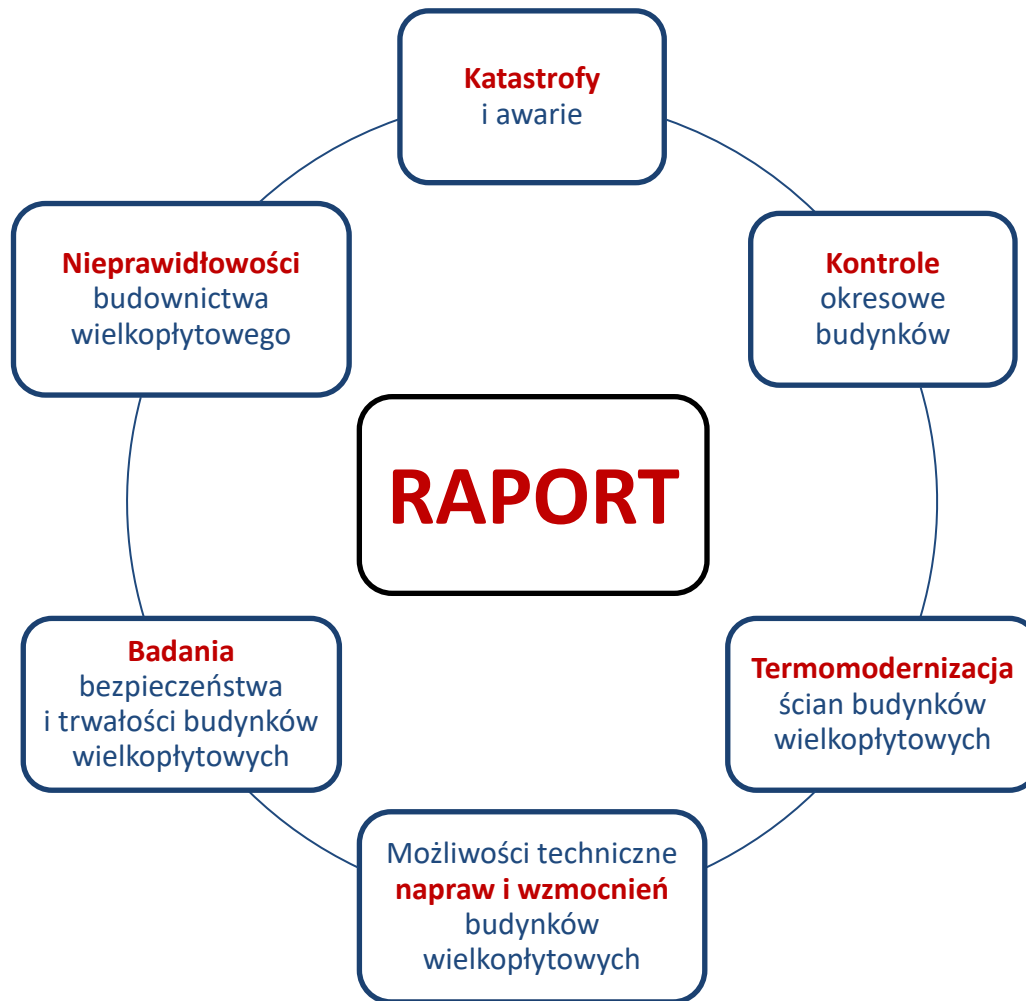 Katastrofy
i awarie
Kontrole
okresowe
budynków
Termomodernizacja
ścian budynków
wielkopłytowych
Możliwości techniczne
napraw i wzmocnień
budynków
wielkopłytowych
Badania
bezpieczeństwa
i trwałości budynków
wielkopłytowych
Nieprawidłowości
budownictwa
wielkopłytowego
RAPORT